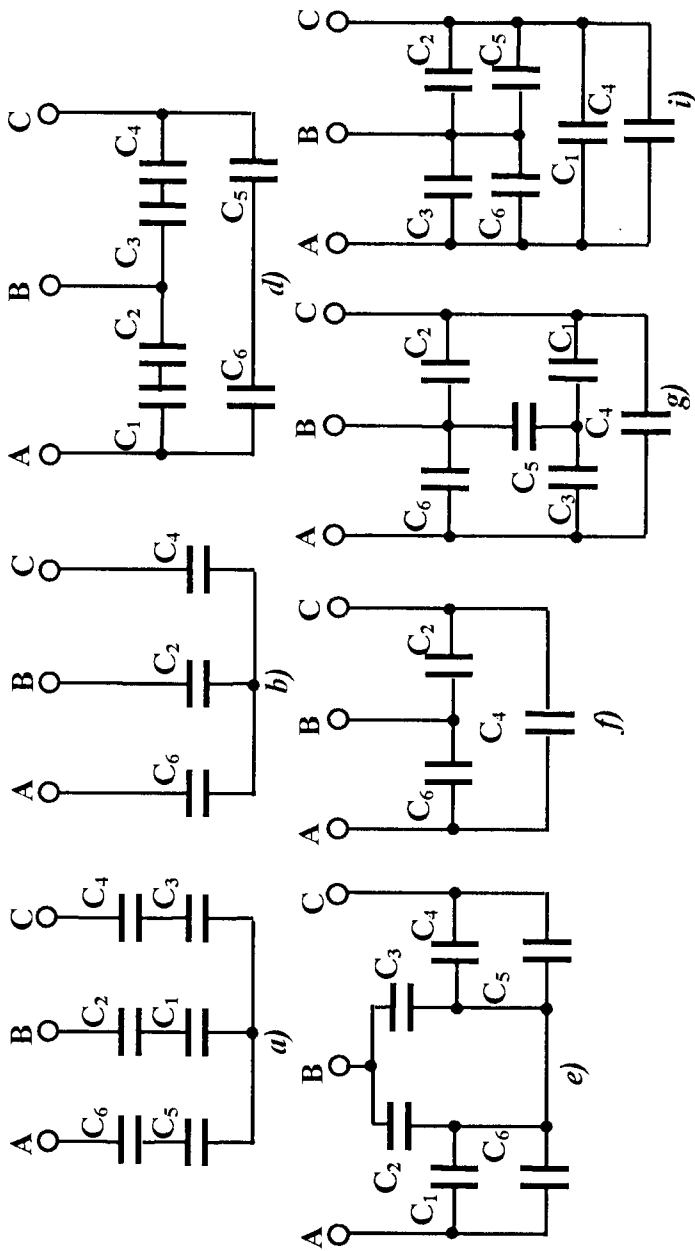 A B C
C₆ C₂ C₄
C₅ C₁ C₃
a)
A B C
C₆ C₂ C₄
b)
A B C
C₁ C₂ C₃ C₄
C₆ C₅
d)
A B C
C₂ C₃
C₁ C₄
C₆ C₅
e)
A B C
C₆ C₂
C₄
f)
A B C
C₆ C₂
C₅
C₃ C₁
C₄
g)
A B C
C₃ C₂
C₆ C₅
C₁ C₄
i)